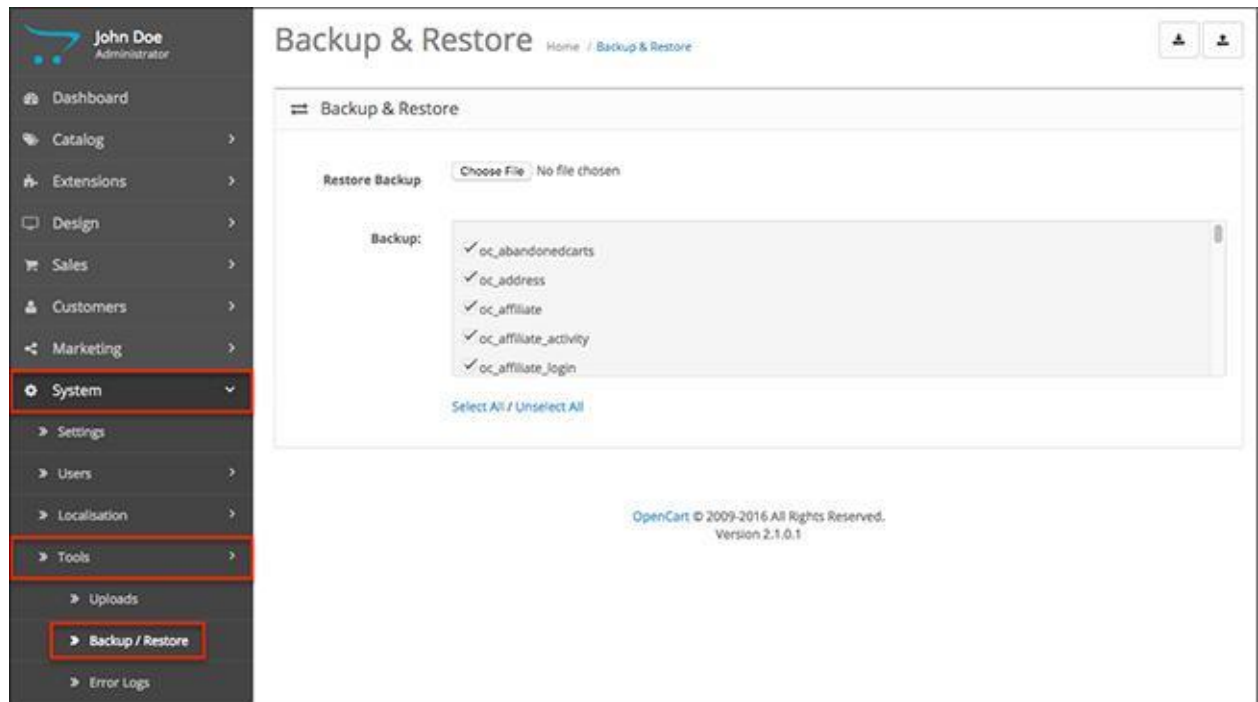 John Doe
Administrator
Dashboard
Catalog
Extensions
Design
Sales
Customers
Marketing
System
Settings
Users
Localisation
Tools
Uploads
Backup / Restore
Error Logs
Backup & Restore Home / Backup & Restore
Backup & Restore
Restore Backup Choose File No file chosen
Backup:
oc_abandonedcarts
oc_address
oc_affiliate
oc_affiliate_activity
oc_affiliate_login
Select All / Unselect All
OpenCart © 2009-2016 All Rights Reserved.
Version 2.1.0.1